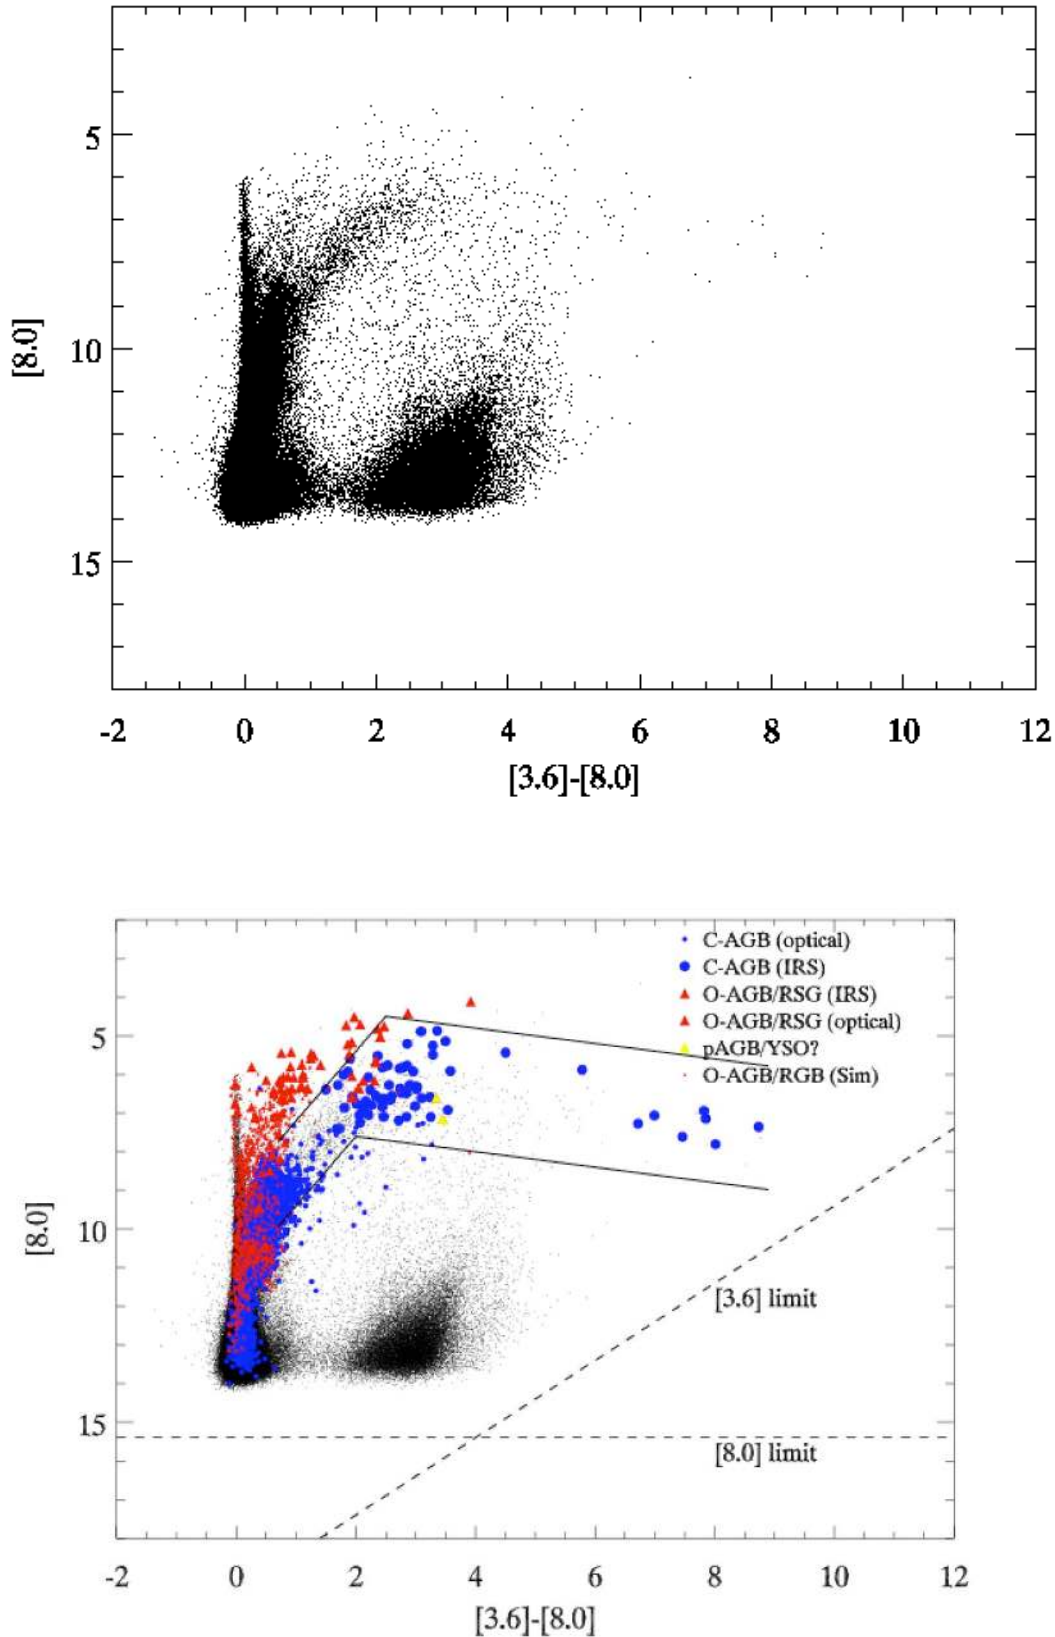 5
10
15
[8.0]
-2 0 2 4 6 8 10 12
[3.6]-[8.0]
C-AGB (optical)
C-AGB (IRS)
O-AGB/RSG (IRS)
O-AGB/RSG (optical)
pAGB/YSO?
O-AGB/RGB (Sim)
5
10
15
[8.0]
[3.6] limit
[8.0] limit
-2 0 2 4 6 8 10 12
[3.6]-[8.0]